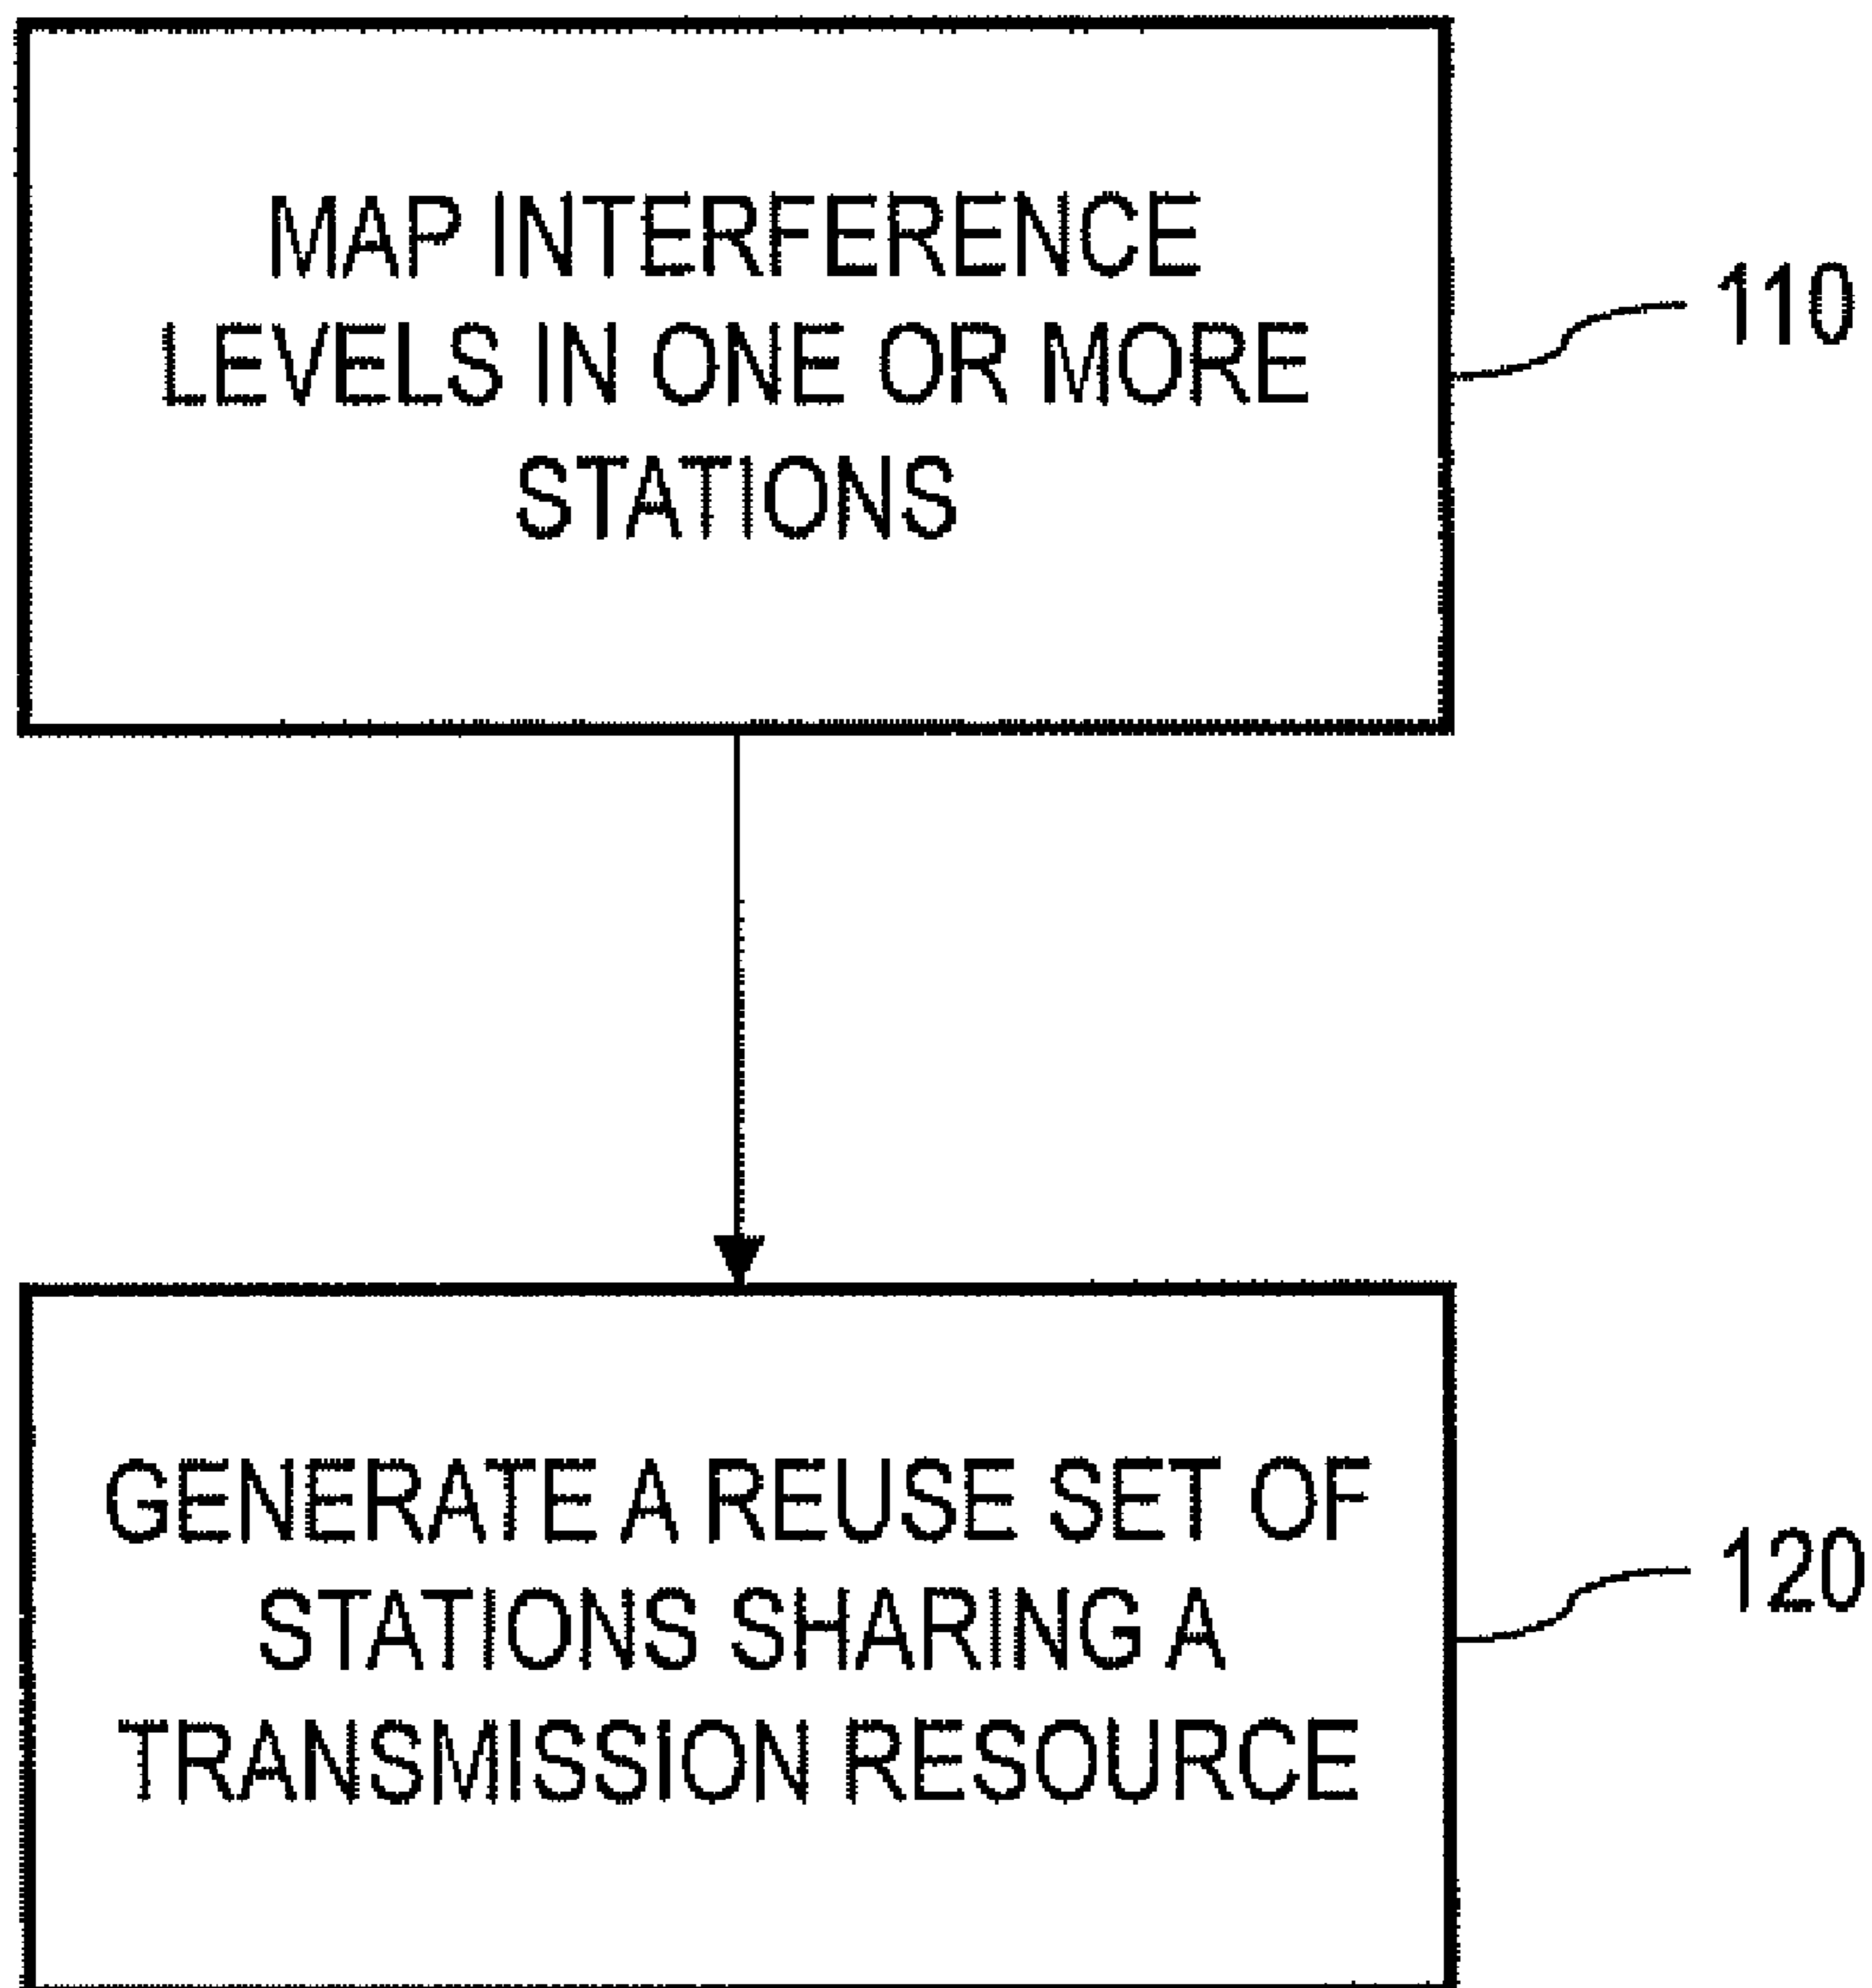 MAP INTERFERENCE
LEVELS IN ONE OR MORE
STATIONS
110
GENERATE A REUSE SET OF
STATIONS SHARING A
TRANSMISSION RESOURCE
120